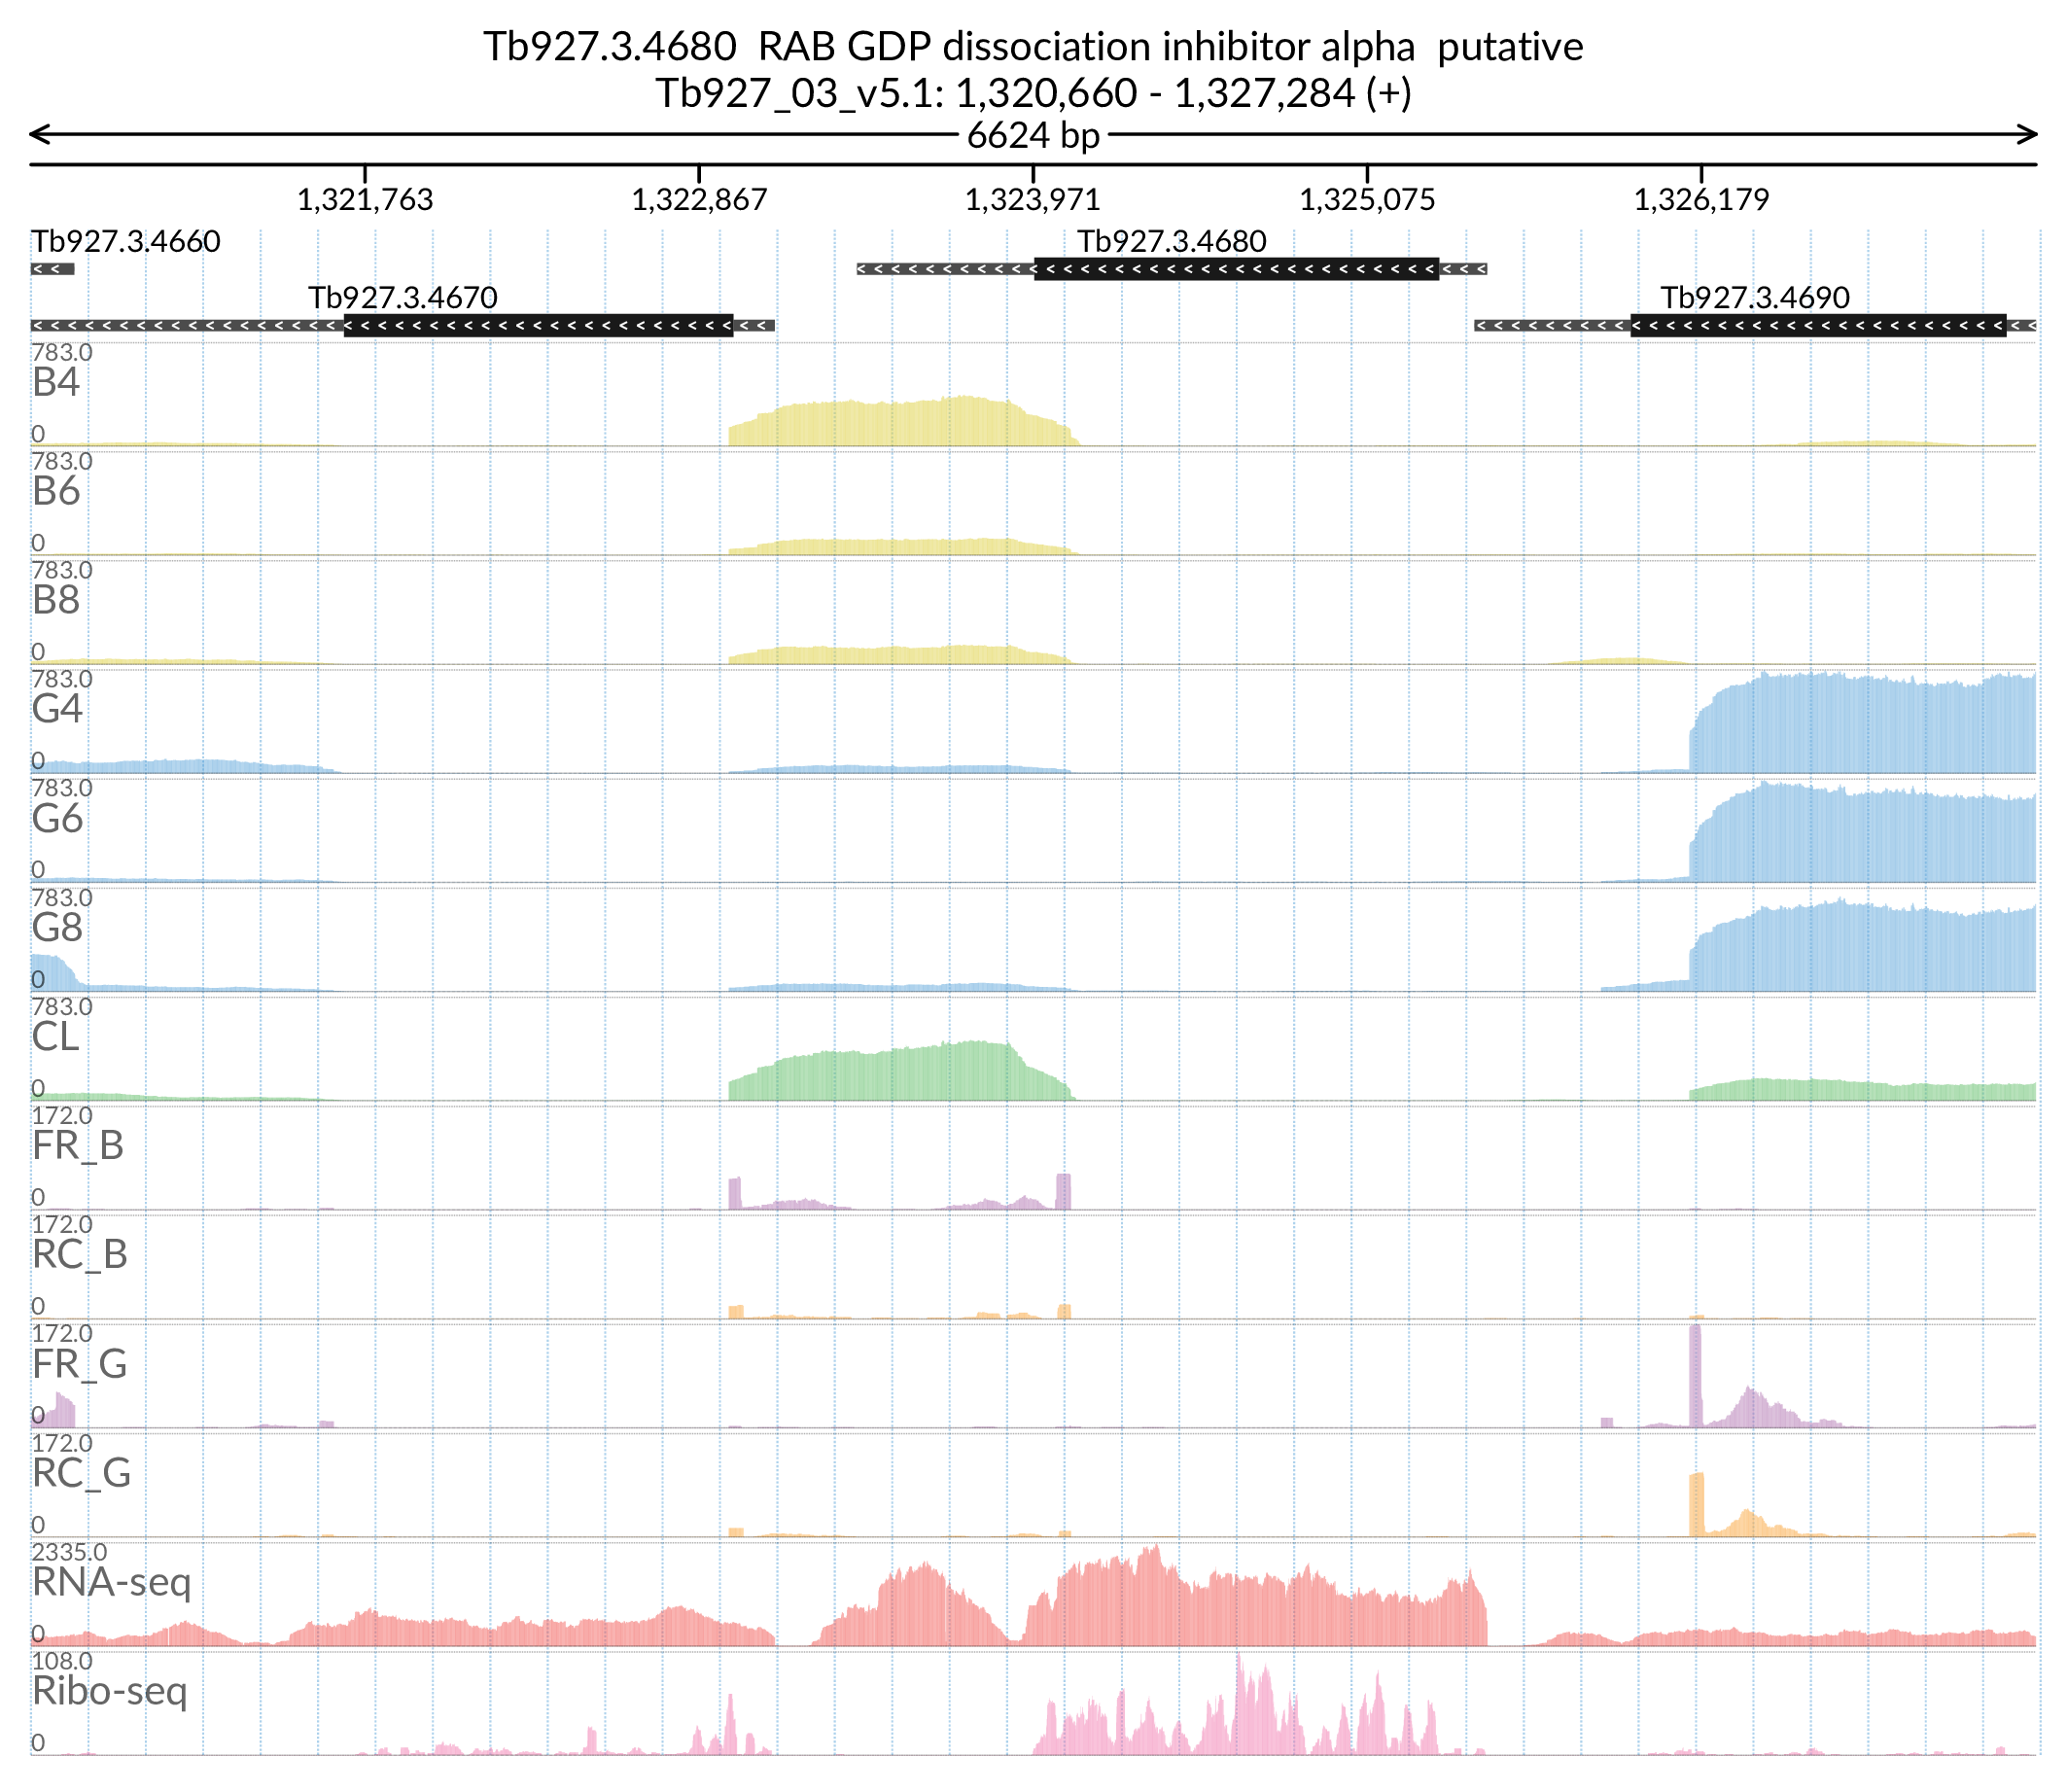 Tb927.3.4680  RAB GDP dissociation inhibitor alpha  putative
Tb927_03_v5.1: 1,320,660 - 1,327,284 (+)
6624 bp
1,321,763 1,322,867 1,323,971 1,325,075 1,326,179
Tb927.3.4660 Tb927.3.4680
Tb927.3.4670 Tb927.3.4690
783.0
B4
0
783.0
B6
0
783.0
B8
0
783.0
G4
0
783.0
G6
0
783.0
G8
0
783.0
CL
0
172.0
FR_B
0
172.0
RC_B
0
172.0
FR_G
0
172.0
RC_G
0
2335.0
RNA-seq
0
108.0
Ribo-seq
0